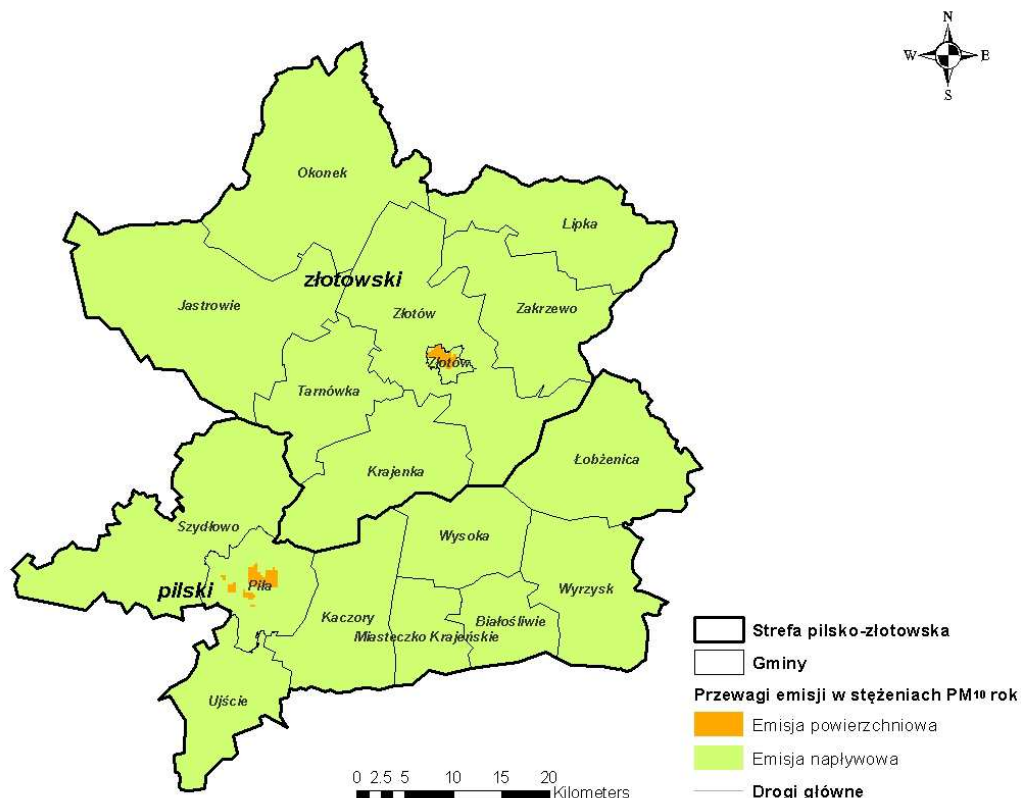 N
W E
S
Okonek
Lipka
złotowski
Jastrowie
Złotów
Zakrzewo
Złotów
Tarnówka
Krajenka
Łobżenica
Szydłowo
Wysoka
pilski
Piła
Wyrzysk
Kaczory
Białośliwie
Miasteczko Krajeńskie
Ujście
Strefa pilsko-złotowska
Gminy
Przewagi emisji w stężeniach PM10 rok
Emisja powierzchniowa
Emisja napływowa
Drogi główne
0 2.5 5 10 15 20
Kilometers